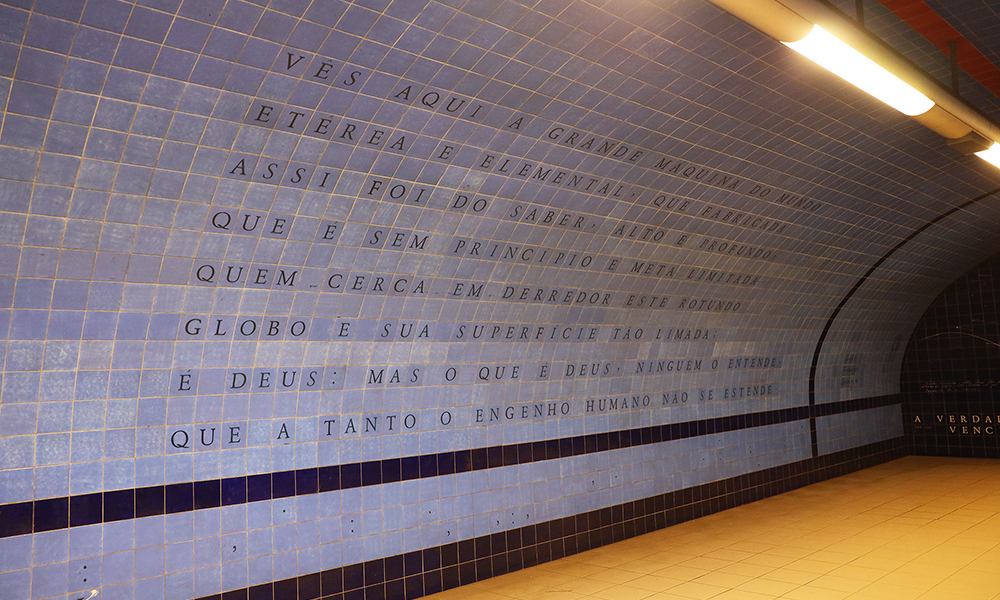 VES AQUI A GRANDE MAQUINA DO MUNDO
ETEREA E ELEMENTAL, QUE FABRICADA
ASSI FOI DO SABER, ALTO E PROFUNDO,
QUE E SEM PRINCIPIO E META LIMITADA
QUEM CERCA EM DERREDOR ESTE ROTUNDO
GLOBO E SUA SUPERFICIE TAO LIMADA;
É DEUS: MAS O QUE É DEUS, NINGUEM O ENTENDE,
QUE A TANTO O ENGENHO HUMANO NÃO SE ESTENDE
A
VENC